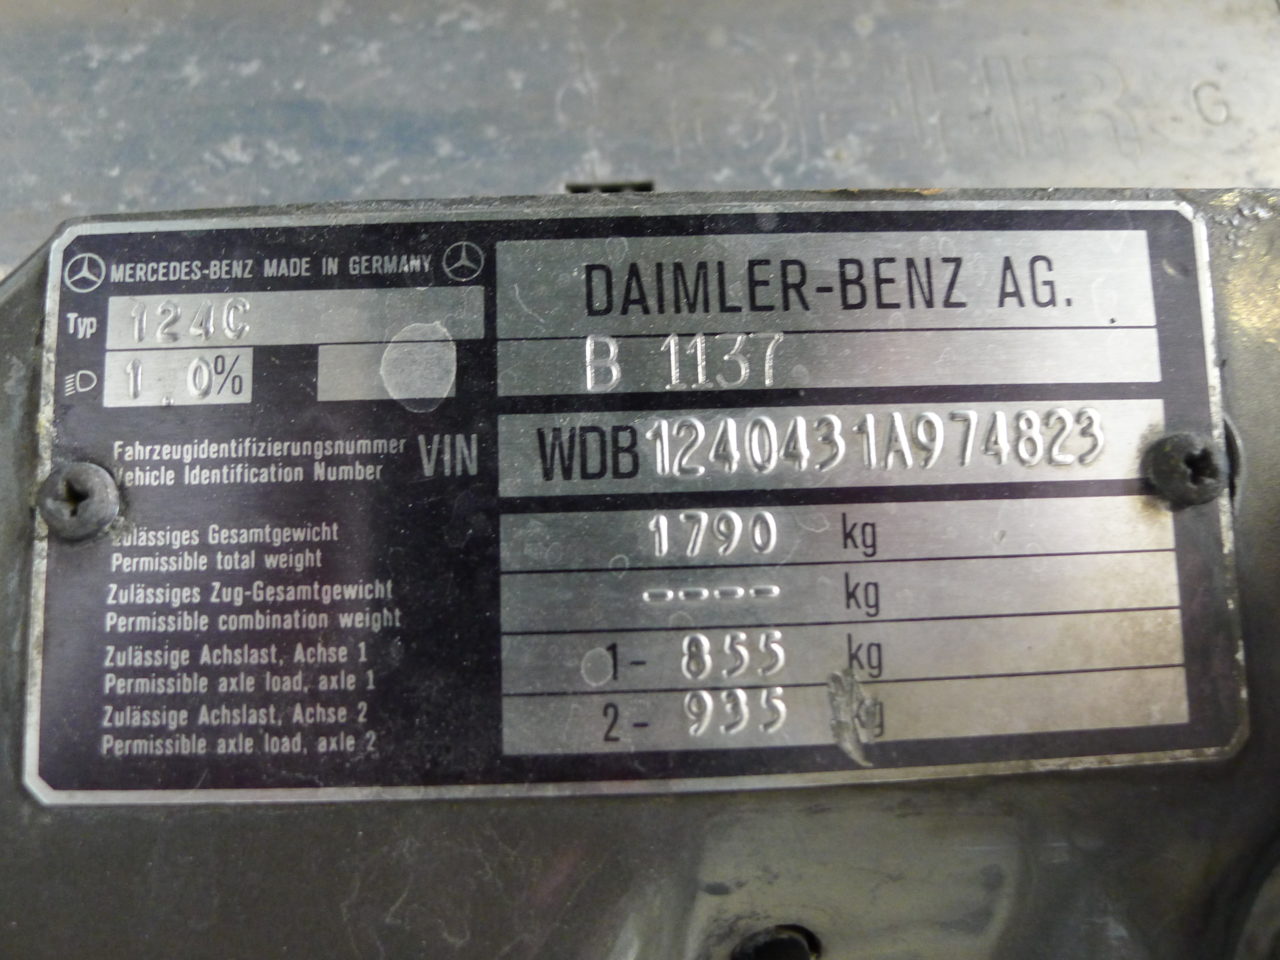 BEHR
G
MERCEDES-BENZ MADE IN GERMANY
DAIMLER-BENZ AG.
Typ 124C
B 1137
1.0%
Fahrzeugidentifizierungsnummer
Vehicle Identification Number
VIN WDB1240431A974823
Zulässiges Gesamtgewicht
Permissible total weight
1790 kg
Zulässiges Zug-Gesamtgewicht
Permissible combination weight
---- kg
Zulässige Achslast, Achse 1
Permissible axle load, axle 1
1- 855 kg
Zulässige Achslast, Achse 2
Permissible axle load, axle 2
2- 935 kg